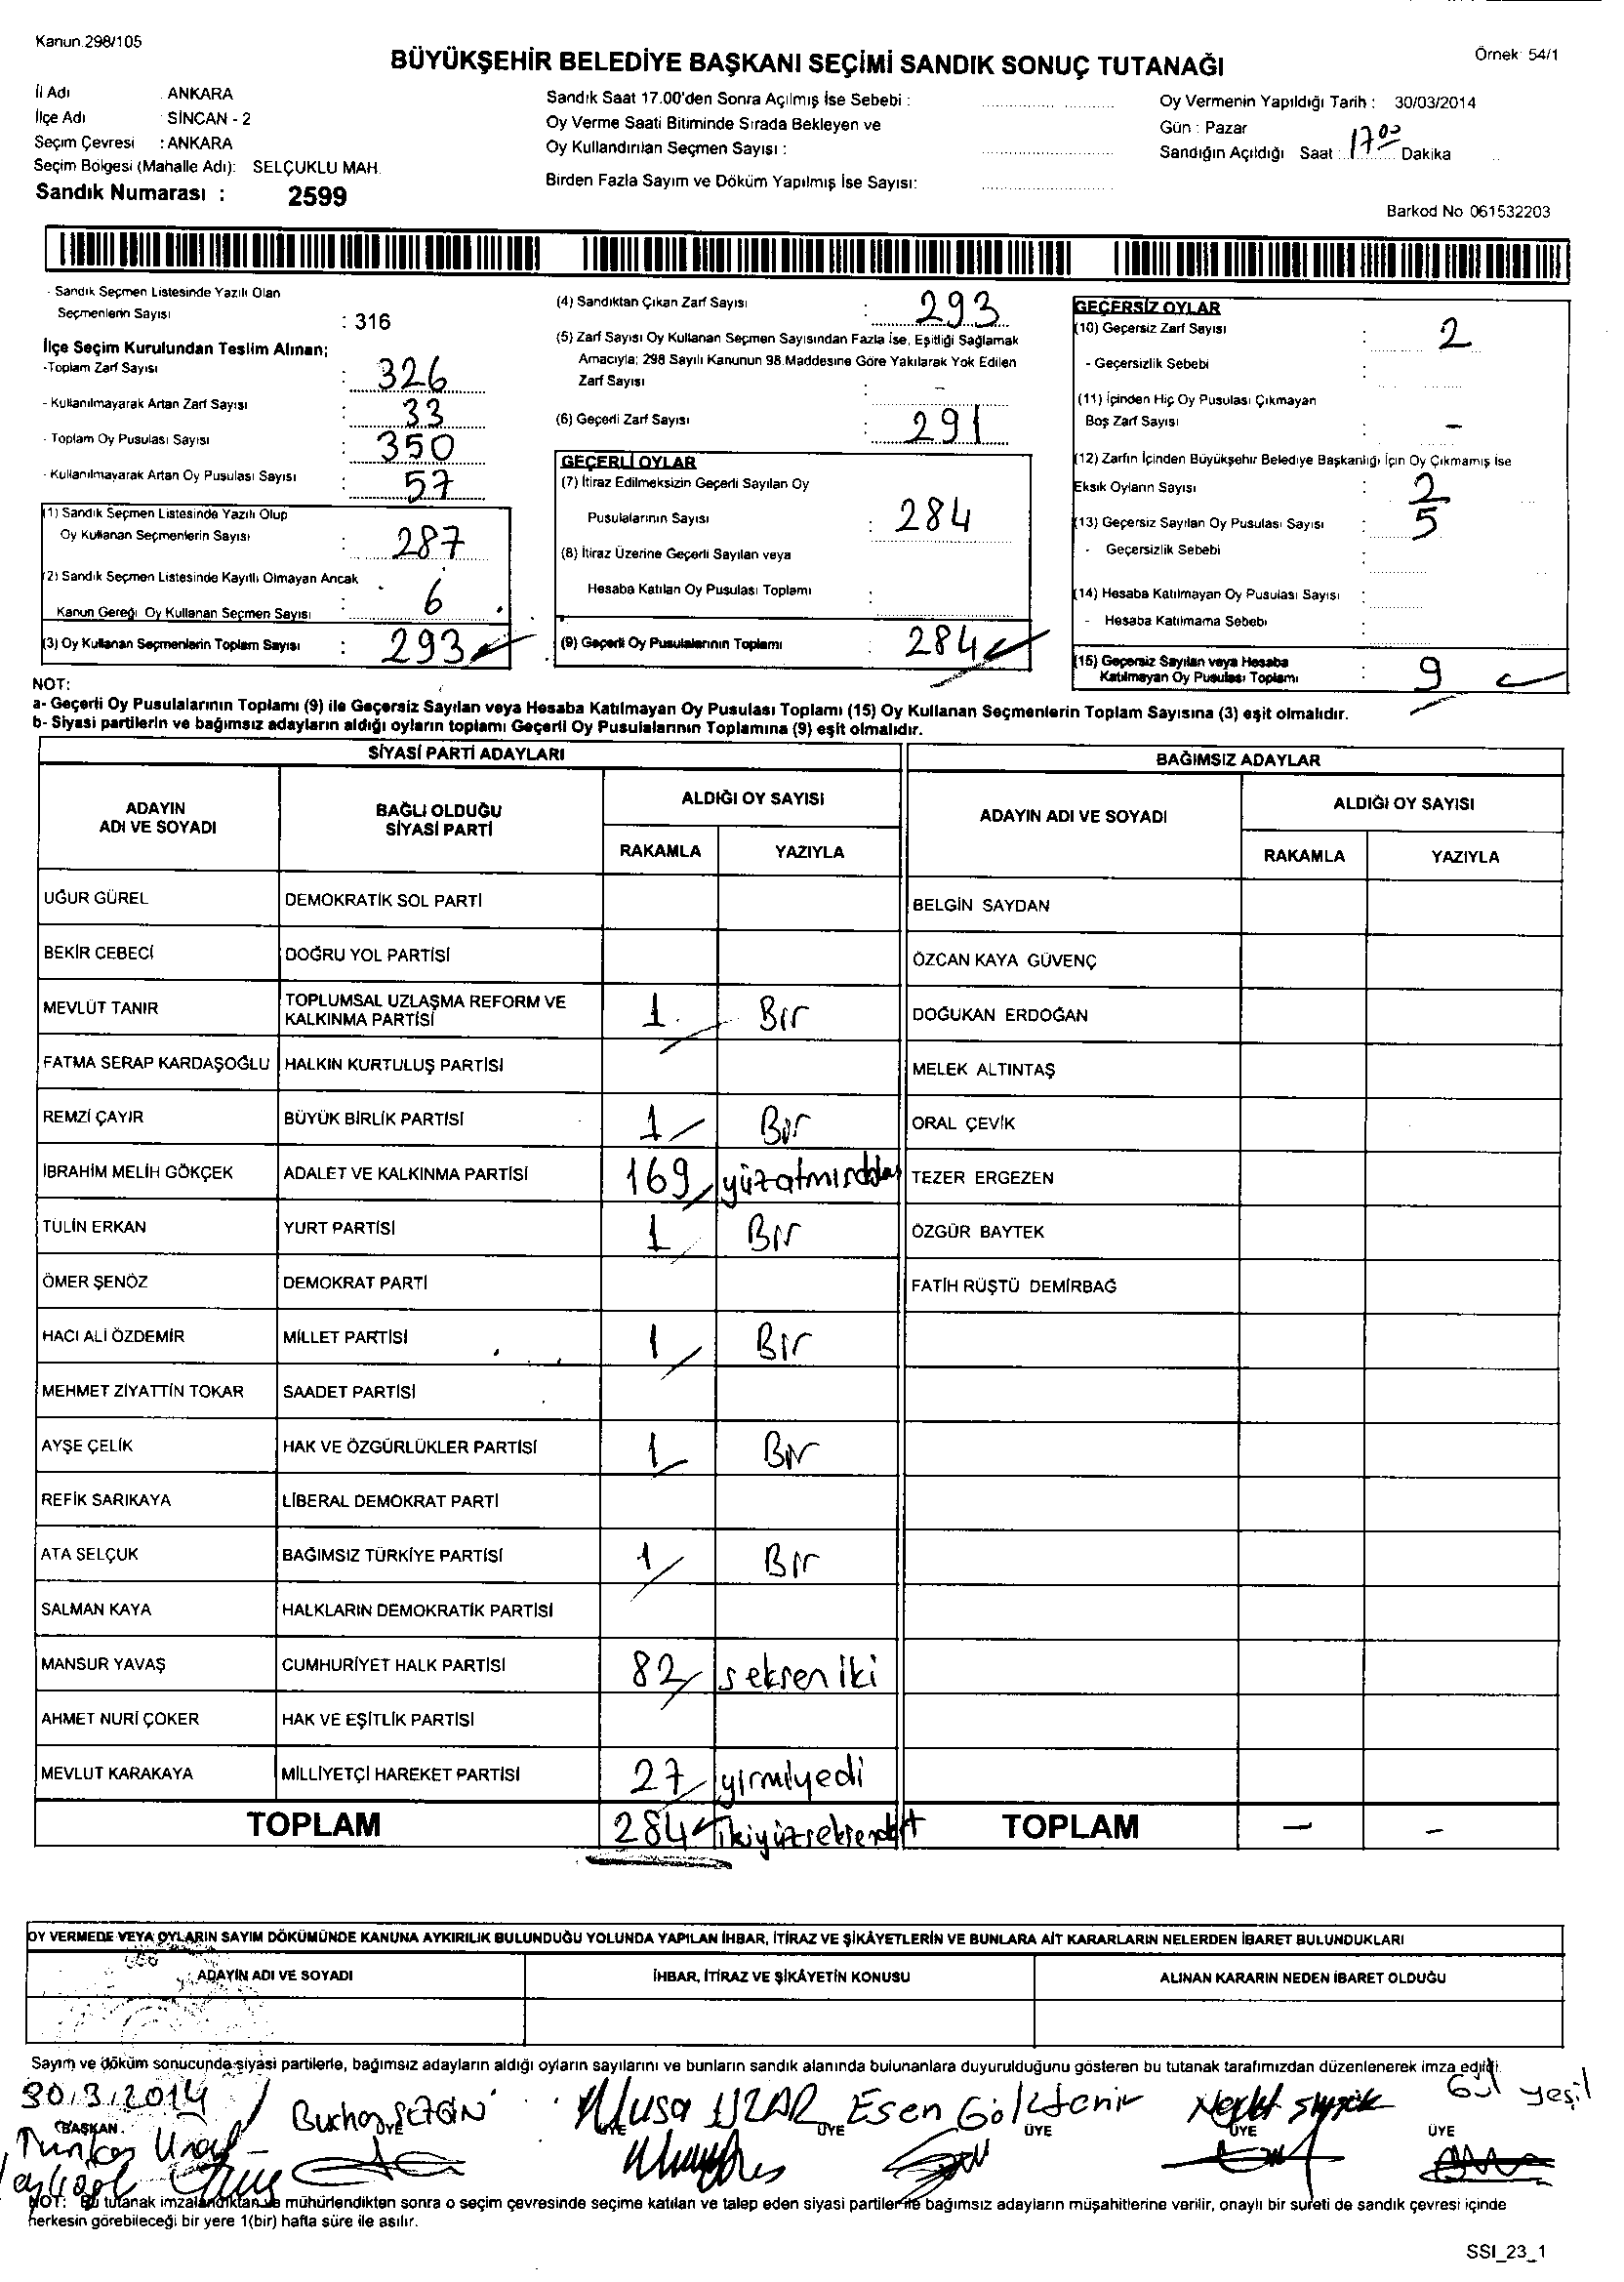 Kanun.298/105
BÜYÜKŞEHİR BELEDİYE BAŞKANI SEÇİMİ SANDIK SONUÇ TUTANAĞI
Örnek: 54/1
İl Adı : ANKARA
İlçe Adı : SİNCAN - 2
Seçim Çevresi : ANKARA
Seçim Bölgesi (Mahalle Adı): SELÇUKLU MAH.
Sandık Numarası : 2599
Sandık Saat 17.00'den Sonra Açılmış İse Sebebi :
Oy Verme Saati Bitiminde Sırada Bekleyen ve
Oy Kullandırılan Seçmen Sayısı :
Birden Fazla Sayım ve Döküm Yapılmış İse Sayısı:
Oy Vermenin Yapıldığı Tarih : 30/03/2014
Gün : Pazar
Sandığın Açıldığı Saat : 17 00 Dakika
Barkod No 061532203
- Sandık Seçmen Listesinde Yazılı Olan
Seçmenlerin Sayısı : 316
İlçe Seçim Kurulundan Teslim Alınan;
-Toplam Zarf Sayısı : 326
- Kullanılmayarak Artan Zarf Sayısı : 33
- Toplam Oy Pusulası Sayısı : 350
- Kullanılmayarak Artan Oy Pusulası Sayısı : 57
(1) Sandık Seçmen Listesinde Yazılı Olup
Oy Kullanan Seçmenlerin Sayısı : 287
(2) Sandık Seçmen Listesinde Kayıtlı Olmayan Ancak
Kanun Gereği Oy Kullanan Seçmen Sayısı : 6
(3) Oy Kullanan Seçmenlerin Toplam Sayısı : 293
(4) Sandıktan Çıkan Zarf Sayısı : 293
(5) Zarf Sayısı Oy Kullanan Seçmen Sayısından Fazla İse, Eşitliği Sağlamak
Amacıyla; 298 Sayılı Kanunun 98.Maddesine Göre Yakılarak Yok Edilen
Zarf Sayısı : -
(6) Geçerli Zarf Sayısı : 291
GEÇERLİ OYLAR
(7) İtiraz Edilmeksizin Geçerli Sayılan Oy
Pusulalarının Sayısı : 284
(8) İtiraz Üzerine Geçerli Sayılan veya
Hesaba Katılan Oy Pusulası Toplamı :
(9) Geçerli Oy Pusulalarının Toplamı : 284
GEÇERSİZ OYLAR
(10) Geçersiz Zarf Sayısı : 2
- Geçersizlik Sebebi :
(11) İçinden Hiç Oy Pusulası Çıkmayan
Boş Zarf Sayısı : -
(12) Zarfın İçinden Büyükşehir Belediye Başkanlığı İçin Oy Çıkmamış İse
Eksik Oyların Sayısı : 2
(13) Geçersiz Sayılan Oy Pusulası Sayısı : 5
- Geçersizlik Sebebi :
(14) Hesaba Katılmayan Oy Pusulası Sayısı :
- Hesaba Katılmama Sebebi :
(15) Geçersiz Sayılan veya Hesaba
Katılmayan Oy Pusulası Toplamı : 9
NOT:
a- Geçerli Oy Pusulalarının Toplamı (9) ile Geçersiz Sayılan veya Hesaba Katılmayan Oy Pusulası Toplamı (15) Oy Kullanan Seçmenlerin Toplam Sayısına (3) eşit olmalıdır.
b- Siyasi partilerin ve bağımsız adayların aldığı oyların toplamı Geçerli Oy Pusulalarının Toplamına (9) eşit olmalıdır.
SİYASİ PARTİ ADAYLARI
ADAYIN ADI VE SOYADI BAĞLI OLDUĞU SİYASİ PARTİ ALDIĞI OY SAYISI
RAKAMLA YAZIYLA
UĞUR GÜREL DEMOKRATİK SOL PARTİ
BEKİR CEBECİ DOĞRU YOL PARTİSİ
MEVLÜT TANIR TOPLUMSAL UZLAŞMA REFORM VE KALKINMA PARTİSİ 1 Bir
FATMA SERAP KARDAŞOĞLU HALKIN KURTULUŞ PARTİSİ
REMZİ ÇAYIR BÜYÜK BİRLİK PARTİSİ 1 Bir
İBRAHİM MELİH GÖKÇEK ADALET VE KALKINMA PARTİSİ 169
TÜLİN ERKAN YURT PARTİSİ 1 Bir
ÖMER ŞENÖZ DEMOKRAT PARTİ
HACI ALİ ÖZDEMİR MİLLET PARTİSİ 1 Bir
MEHMET ZİYATTİN TOKAR SAADET PARTİSİ
AYŞE ÇELİK HAK VE ÖZGÜRLÜKLER PARTİSİ 1 Bir
REFİK SARIKAYA LİBERAL DEMOKRAT PARTİ
ATA SELÇUK BAĞIMSIZ TÜRKİYE PARTİSİ 1 Bir
SALMAN KAYA HALKLARIN DEMOKRATİK PARTİSİ
MANSUR YAVAŞ CUMHURİYET HALK PARTİSİ 82 seksen iki
AHMET NURİ ÇOKER HAK VE EŞİTLİK PARTİSİ
MEVLUT KARAKAYA MİLLİYETÇİ HAREKET PARTİSİ 27 yirmiyedi
TOPLAM 284 ikiyüzseksendört
BAĞIMSIZ ADAYLAR
ADAYIN ADI VE SOYADI ALDIĞI OY SAYISI
RAKAMLA YAZIYLA
BELGİN SAYDAN
ÖZCAN KAYA GÜVENÇ
DOĞUKAN ERDOĞAN
MELEK ALTINTAŞ
ORAL ÇEVİK
TEZER ERGEZEN
ÖZGÜR BAYTEK
FATİH RÜŞTÜ DEMİRBAĞ
TOPLAM - -
OY VERMEDE VEYA OYLARIN SAYIM DÖKÜMÜNDE KANUNA AYKIRILIK BULUNDUĞU YOLUNDA YAPILAN İHBAR, İTİRAZ VE ŞİKÂYETLERİN VE BUNLARA AİT KARARLARIN NELERDEN İBARET BULUNDUKLARI
ADAYIN ADI VE SOYADI İHBAR, İTİRAZ VE ŞİKÂYETİN KONUSU ALINAN KARARIN NEDEN İBARET OLDUĞU
Sayım ve döküm sonucunda siyasi partilerle, bağımsız adayların aldığı oyların sayılarını ve bunların sandık alanında bulunanlara duyurulduğunu gösteren bu tutanak tarafımızdan düzenlenerek imza edildi.
30.3.2014
Musa UZAR Esen Göktenir Gül yeşil
BAŞKAN ÜYE ÜYE ÜYE ÜYE ÜYE
NOT: Bu tutanak imzalandıktan ve mühürlendikten sonra o seçim çevresinde seçime katılan ve talep eden siyasi partiler ile bağımsız adayların müşahitlerine verilir, onaylı bir sureti de sandık çevresi içinde
herkesin görebileceği bir yere 1(bir) hafta süre ile asılır.
SSI_23_1